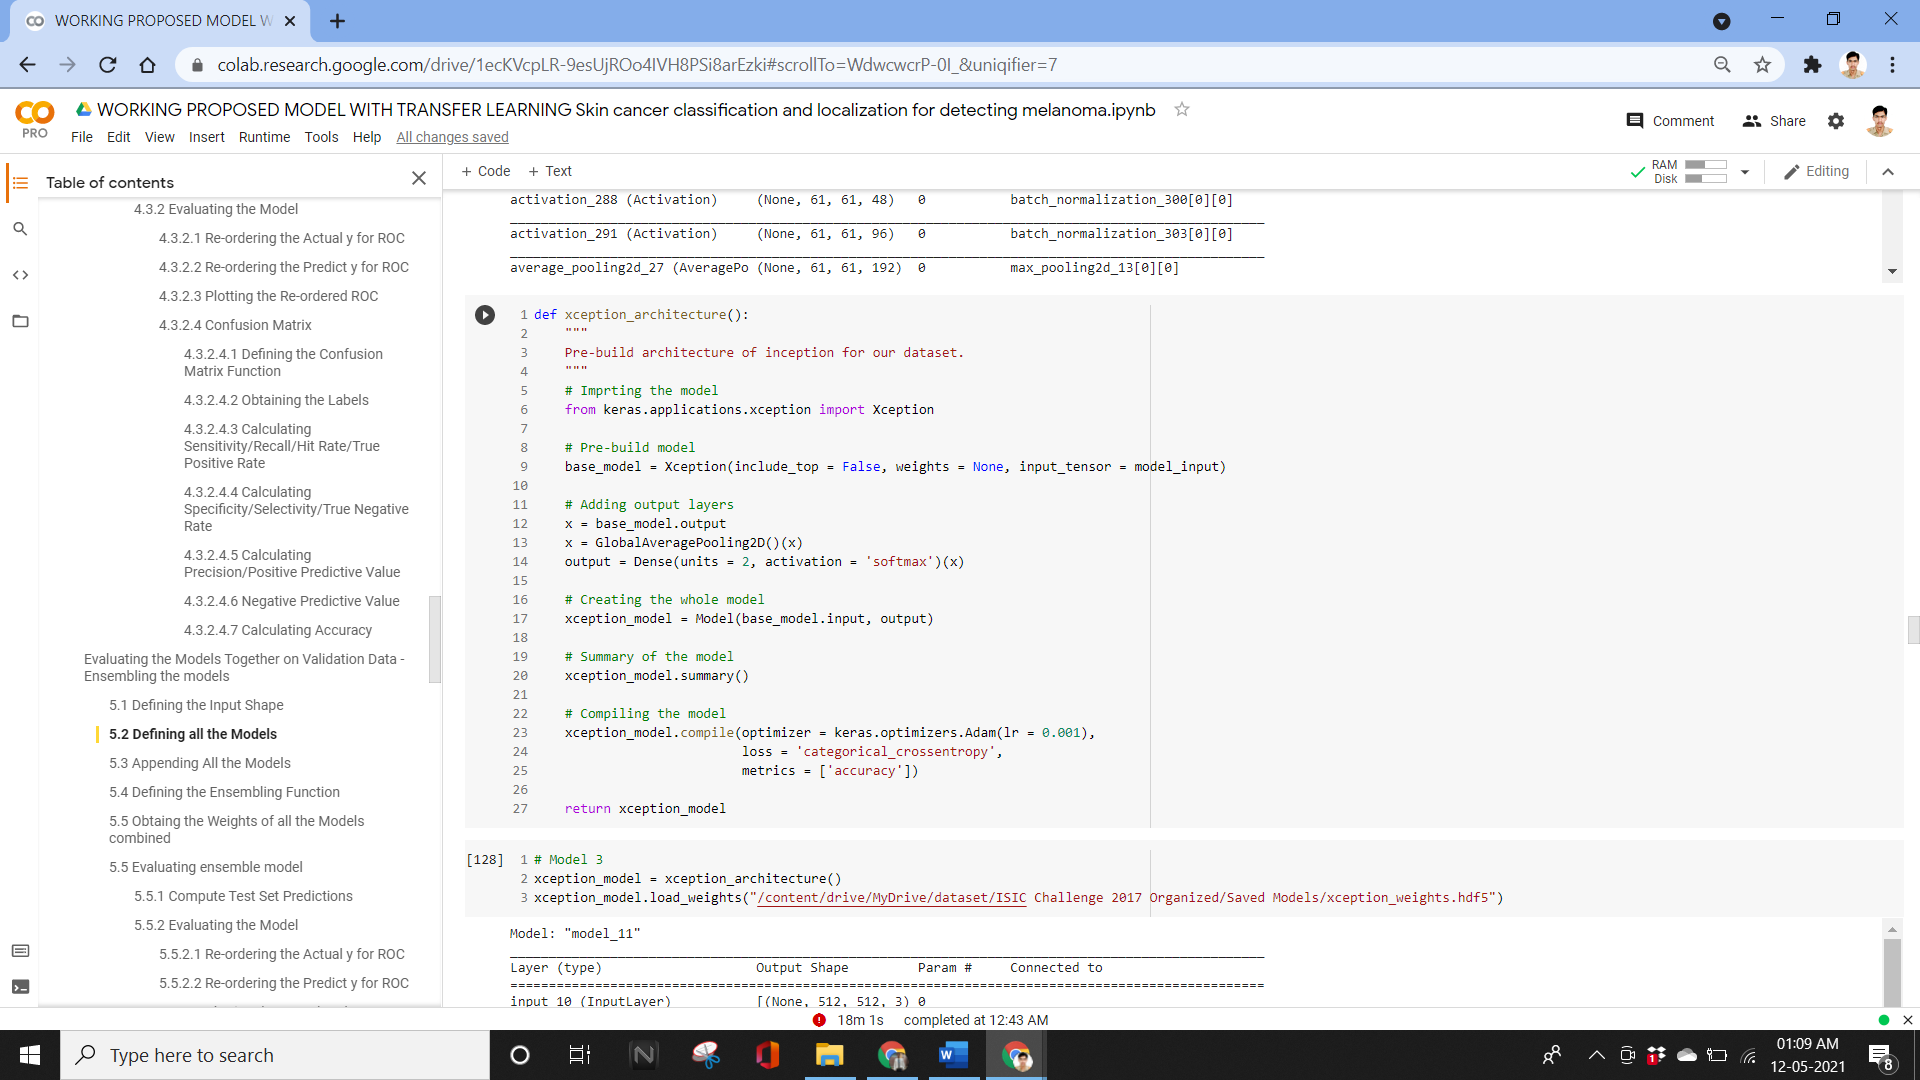 WORKING PROPOSED MODEL W
colab.research.google.com/drive/1ecKVcpLR-9esUjROo4IVH8PSi8arEzki#scrollTo=WdwcwcrP-0I_&uniqifier=7
CO
PRO
WORKING PROPOSED MODEL WITH TRANSFER LEARNING Skin cancer classification and localization for detecting melanoma.ipynb
File Edit View Insert Runtime Tools Help All changes saved
Comment
Share
Table of contents
4.3.2 Evaluating the Model
4.3.2.1 Re-ordering the Actual y for ROC
4.3.2.2 Re-ordering the Predict y for ROC
4.3.2.3 Plotting the Re-ordered ROC
4.3.2.4 Confusion Matrix
4.3.2.4.1 Defining the Confusion
Matrix Function
4.3.2.4.2 Obtaining the Labels
4.3.2.4.3 Calculating
Sensitivity/Recall/Hit Rate/True
Positive Rate
4.3.2.4.4 Calculating
Specificity/Selectivity/True Negative
Rate
4.3.2.4.5 Calculating
Precision/Positive Predictive Value
4.3.2.4.6 Negative Predictive Value
4.3.2.4.7 Calculating Accuracy
Evaluating the Models Together on Validation Data -
Ensembling the models
5.1 Defining the Input Shape
5.2 Defining all the Models
5.3 Appending All the Models
5.4 Defining the Ensembling Function
5.5 Obtaing the Weights of all the Models
combined
5.5 Evaluating ensemble model
5.5.1 Compute Test Set Predictions
5.5.2 Evaluating the Model
5.5.2.1 Re-ordering the Actual y for ROC
5.5.2.2 Re-ordering the Predict y for ROC
+ Code + Text
RAM
Disk
Editing
activation_288 (Activation) (None, 61, 61, 48) 0 batch_normalization_300[0][0]
activation_291 (Activation) (None, 61, 61, 96) 0 batch_normalization_303[0][0]
average_pooling2d_27 (AveragePo (None, 61, 61, 192) 0 max_pooling2d_13[0][0]
1 def xception_architecture():
2 """
3 Pre-build architecture of inception for our dataset.
4 """
5 # Imprting the model
6 from keras.applications.xception import Xception
7
8 # Pre-build model
9 base_model = Xception(include_top = False, weights = None, input_tensor = model_input)
10
11 # Adding output layers
12 x = base_model.output
13 x = GlobalAveragePooling2D()(x)
14 output = Dense(units = 2, activation = 'softmax')(x)
15
16 # Creating the whole model
17 xception_model = Model(base_model.input, output)
18
19 # Summary of the model
20 xception_model.summary()
21
22 # Compiling the model
23 xception_model.compile(optimizer = keras.optimizers.Adam(lr = 0.001),
24 loss = 'categorical_crossentropy',
25 metrics = ['accuracy'])
26
27 return xception_model
[128] 1 # Model 3
2 xception_model = xception_architecture()
3 xception_model.load_weights("/content/drive/MyDrive/dataset/ISIC Challenge 2017 Organized/Saved Models/xception_weights.hdf5")
Model: "model_11"
Layer (type) Output Shape Param # Connected to
input_10 (InputLayer) [(None, 512, 512, 3) 0
18m 1s completed at 12:43 AM
Type here to search
01:09 AM
12-05-2021
1
8